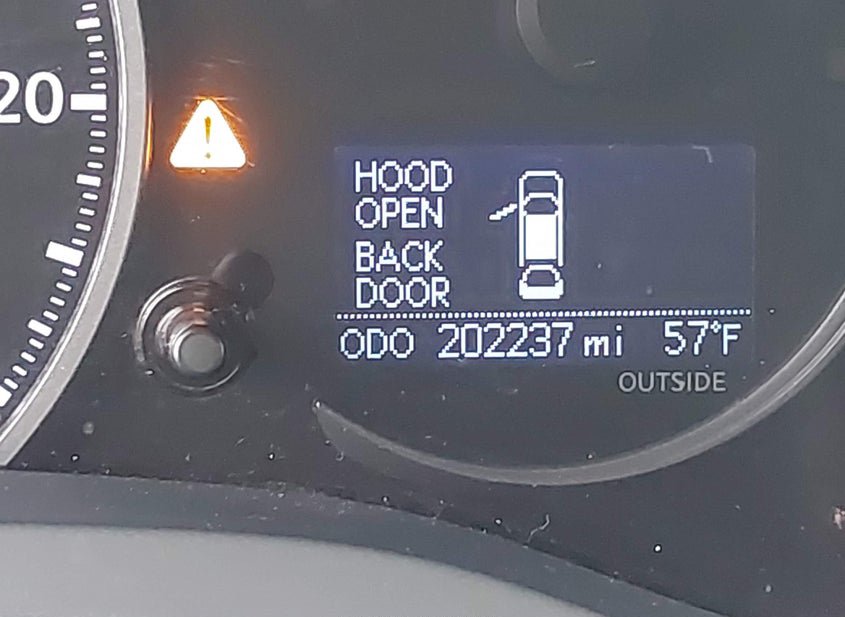 20
HOOD
OPEN
BACK
DOOR
ODO 202237 mi 57°F
OUTSIDE